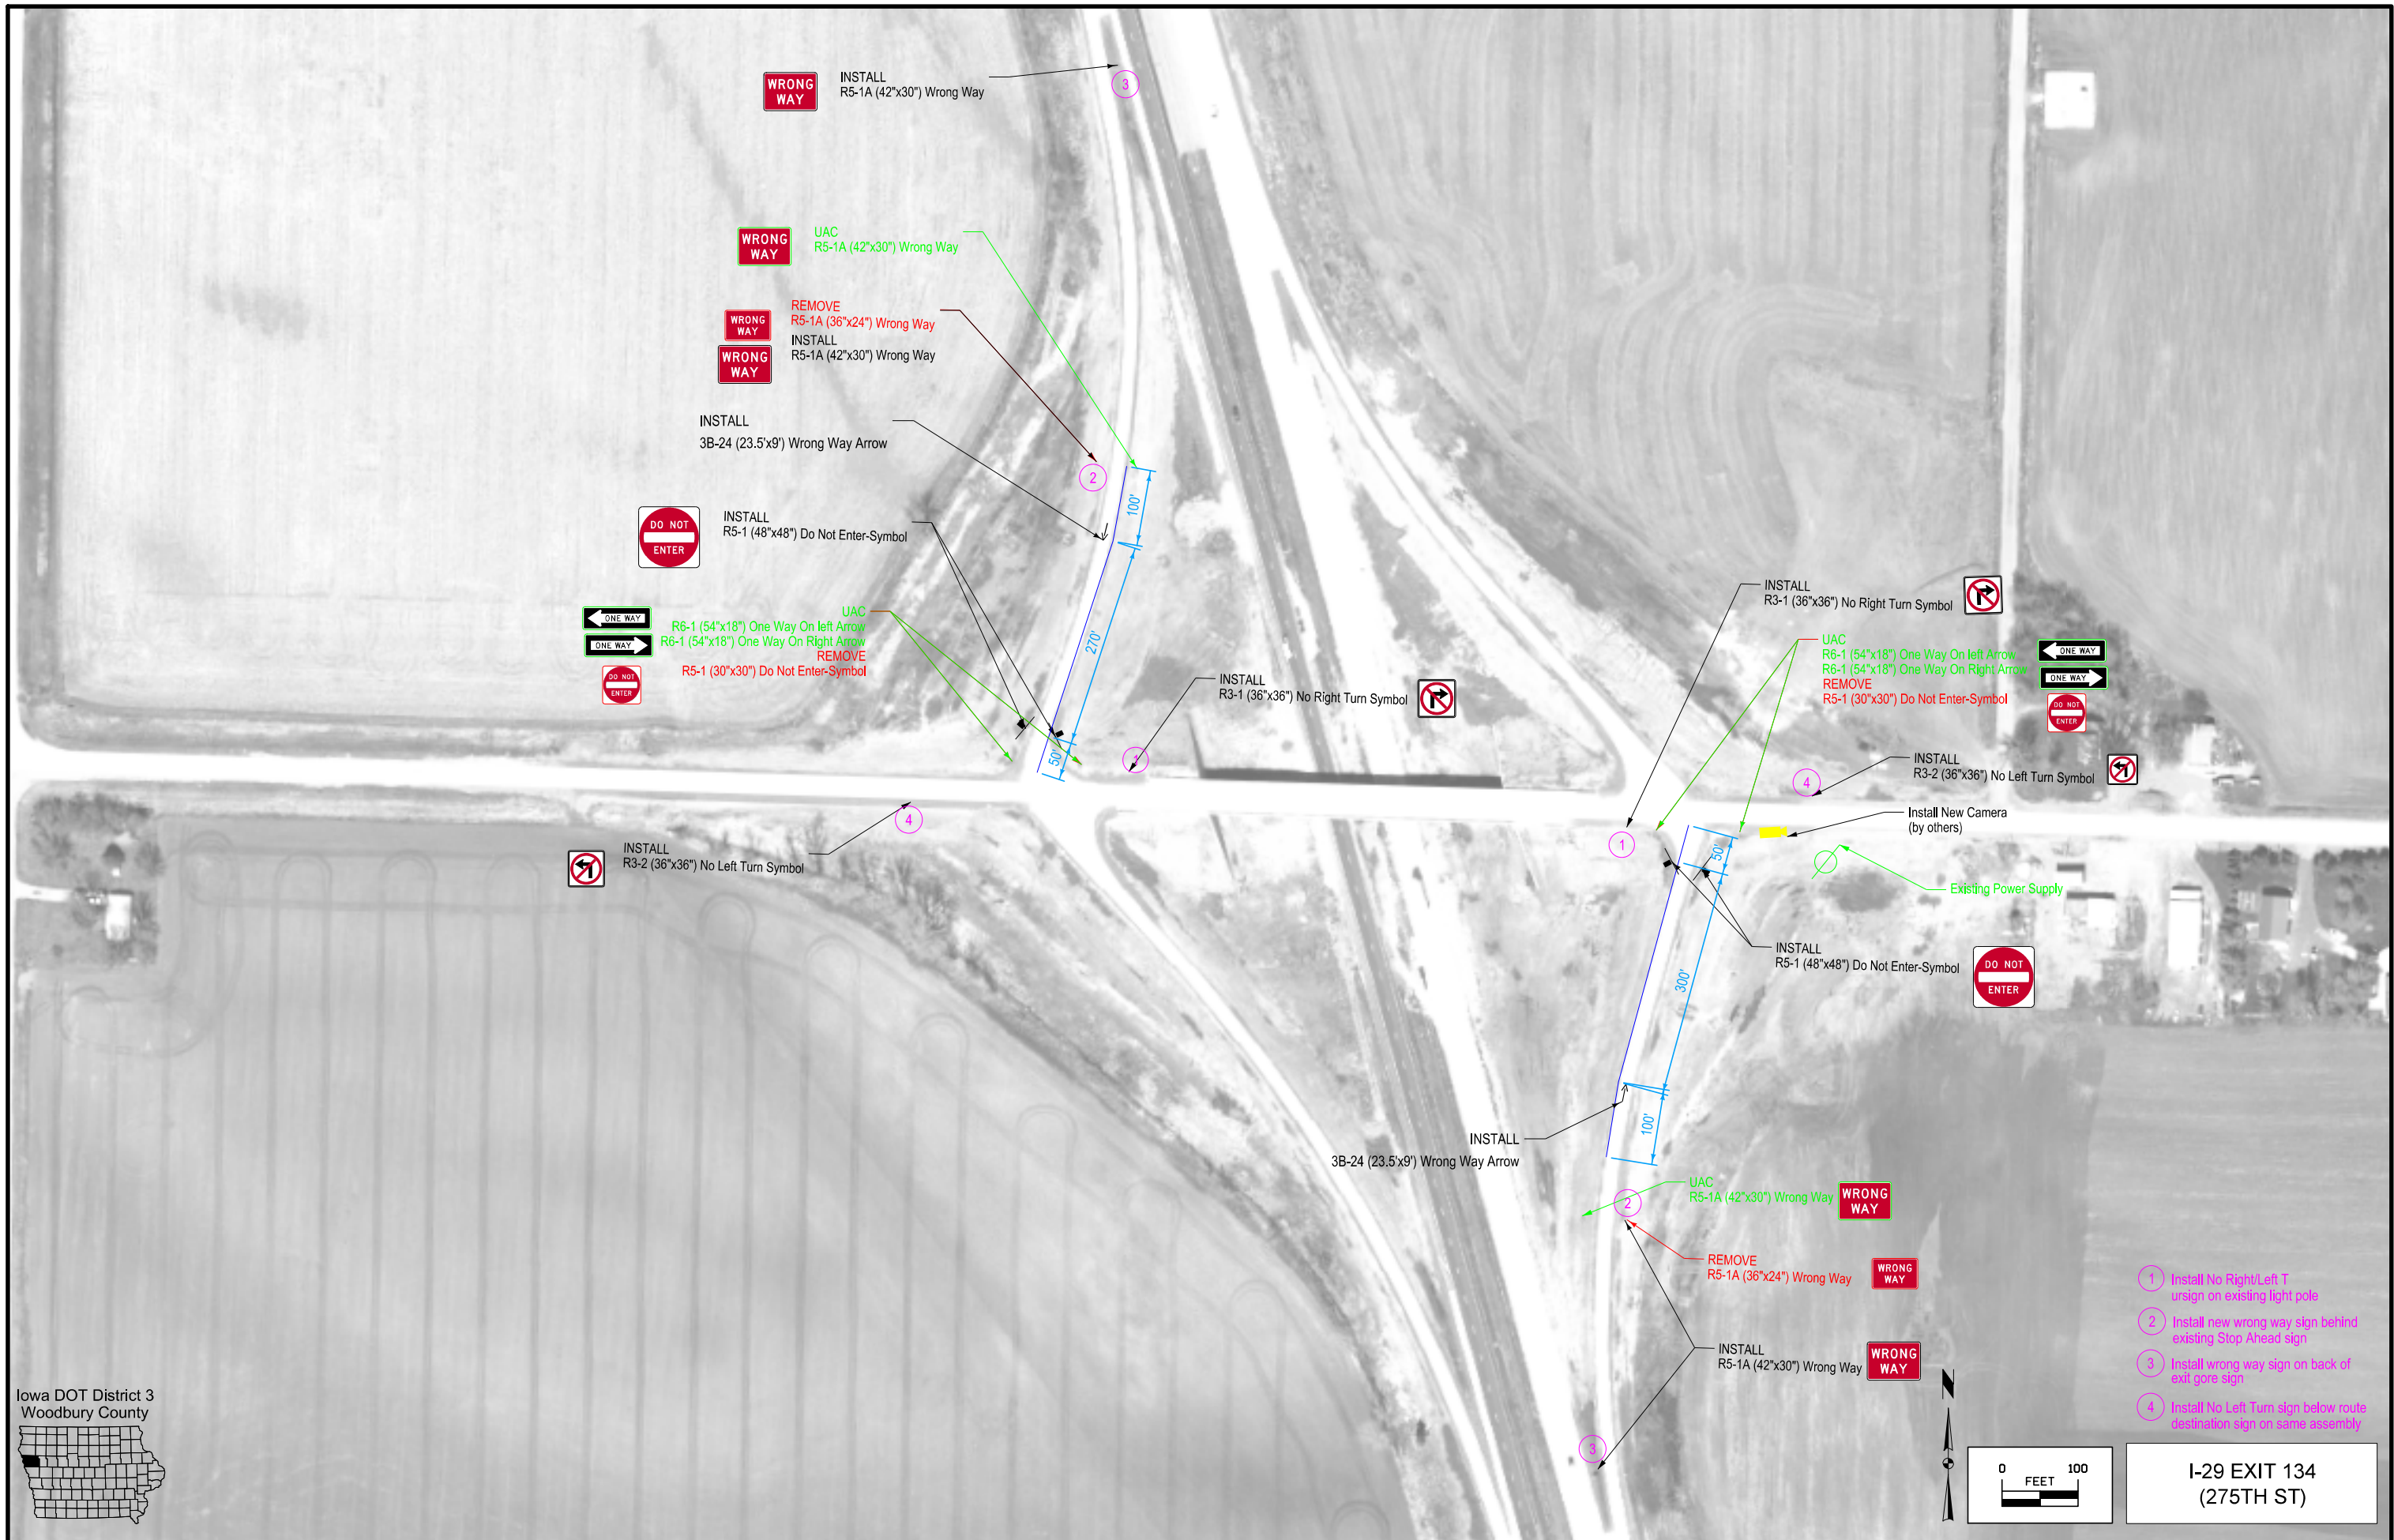 WRONG
WAY
INSTALL
R5-1A (42"x30") Wrong Way
3
WRONG
WAY
UAC
R5-1A (42"x30") Wrong Way
WRONG
WAY
REMOVE
R5-1A (36"x24") Wrong Way
WRONG
WAY
INSTALL
R5-1A (42"x30") Wrong Way
INSTALL
3B-24 (23.5'x9') Wrong Way Arrow
2
100'
DO NOT
ENTER
INSTALL
R5-1 (48"x48") Do Not Enter-Symbol
270'
ONE WAY
ONE WAY
DO NOT
ENTER
UAC
R6-1 (54"x18") One Way On left Arrow
R6-1 (54"x18") One Way On Right Arrow
REMOVE
R5-1 (30"x30") Do Not Enter-Symbol
50'
INSTALL
R3-1 (36"x36") No Right Turn Symbol
1
4
INSTALL
R3-2 (36"x36") No Left Turn Symbol
INSTALL
R3-1 (36"x36") No Right Turn Symbol
UAC
R6-1 (54"x18") One Way On left Arrow
R6-1 (54"x18") One Way On Right Arrow
REMOVE
R5-1 (30"x30") Do Not Enter-Symbol
ONE WAY
ONE WAY
DO NOT
ENTER
INSTALL
R3-2 (36"x36") No Left Turn Symbol
4
Install New Camera
(by others)
1
50'
Existing Power Supply
INSTALL
R5-1 (48"x48") Do Not Enter-Symbol
DO NOT
ENTER
300'
100'
INSTALL
3B-24 (23.5'x9') Wrong Way Arrow
2
UAC
R5-1A (42"x30") Wrong Way
WRONG
WAY
REMOVE
R5-1A (36"x24") Wrong Way
WRONG
WAY
INSTALL
R5-1A (42"x30") Wrong Way
WRONG
WAY
3
1 Install No Right/Left T
ursign on existing light pole
2 Install new wrong way sign behind
existing Stop Ahead sign
3 Install wrong way sign on back of
exit gore sign
4 Install No Left Turn sign below route
destination sign on same assembly
Iowa DOT District 3
Woodbury County
N
0 100
FEET
I-29 EXIT 134
(275TH ST)